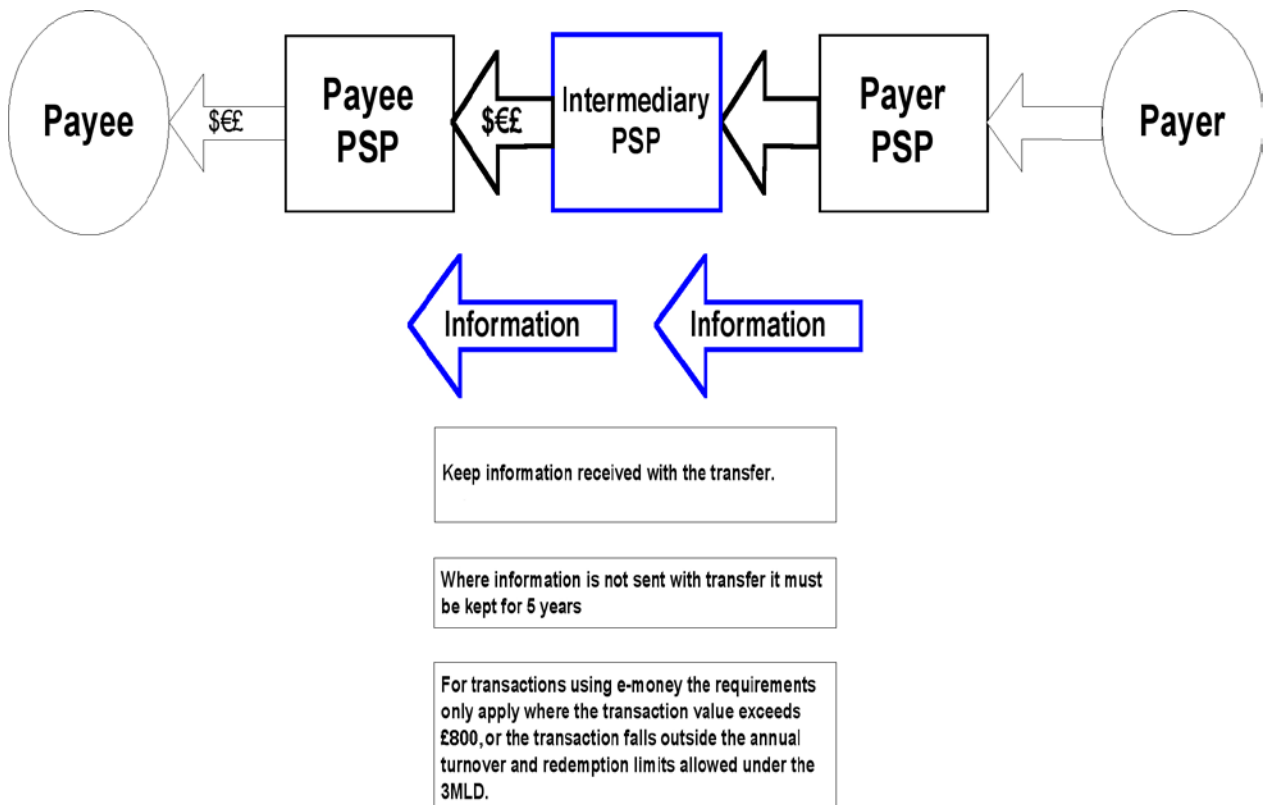 Payee
$€£
Payee
PSP
$€£
Intermediary
PSP
Payer
PSP
Payer
Information
Information
Keep information received with the transfer.
Where information is not sent with transfer it must
be kept for 5 years
For transactions using e-money the requirements
only apply where the transaction value exceeds
£800, or the transaction falls outside the annual
turnover and redemption limits allowed under the
3MLD.